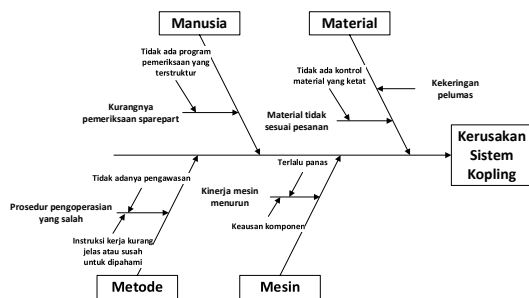 Manusia
Material
Tidak ada program
pemeriksaan yang
terstruktur
Tidak ada kontrol
material yang ketat
Kekeringan
pelumas
Kurangnya
pemeriksaan sparepart
Material tidak
sesuai pesanan
Kerusakan
Sistem
Kopling
Tidak adanya pengawasan
Terlalu panas
Prosedur pengoperasian
yang salah
Kinerja mesin
menurun
Instruksi kerja kurang
jelas atau susah
untuk dipahami
Keausan komponen
Metode
Mesin